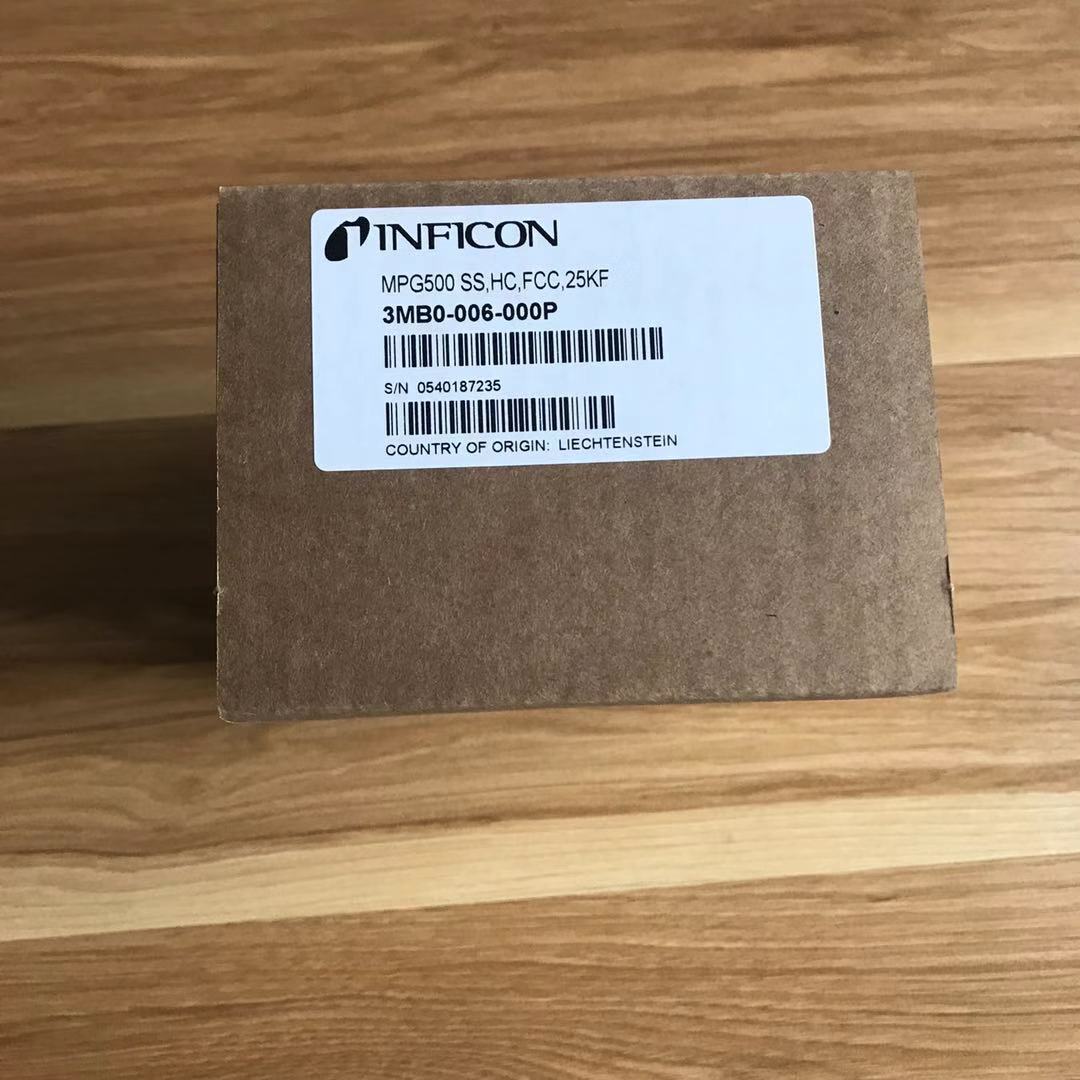 INFICON
MPG500 SS,HC,FCC,25KF
3MB0-006-000P
S/N 0540187235
COUNTRY OF ORIGIN: LIECHTENSTEIN